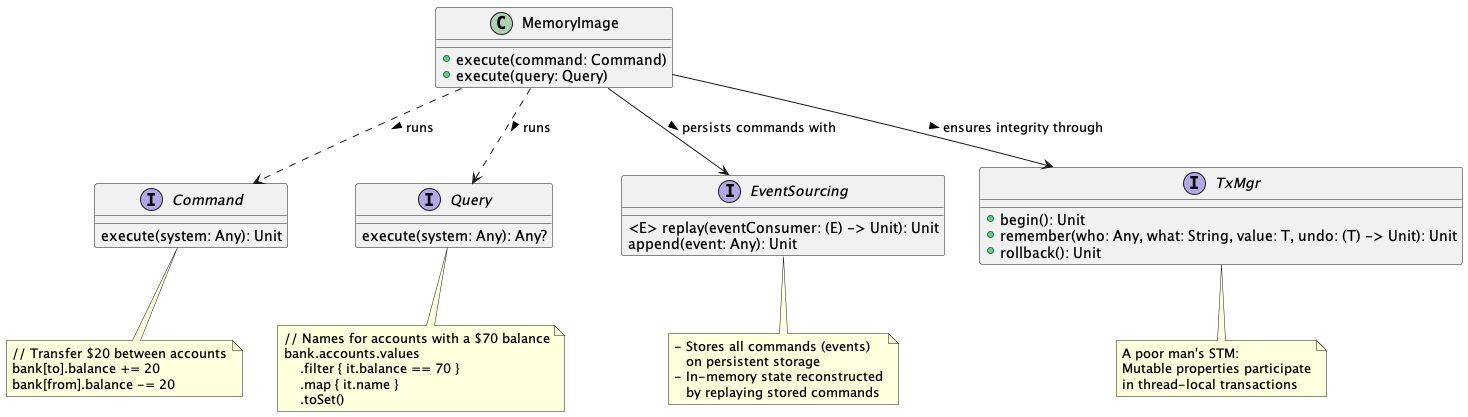 C MemoryImage
execute(command: Command)
execute(query: Query)
runs
runs
persists commands with
ensures integrity through
I Command
execute(system: Any): Unit
I Query
execute(system: Any): Any?
I EventSourcing
<E> replay(eventConsumer: (E) -> Unit): Unit
append(event: Any): Unit
I TxMgr
begin(): Unit
remember(who: Any, what: String, value: T, undo: (T) -> Unit): Unit
rollback(): Unit
// Transfer $20 between accounts
bank[to].balance += 20
bank[from].balance -= 20
// Names for accounts with a $70 balance
bank.accounts.values
.filter { it.balance == 70 }
.map { it.name }
.toSet()
- Stores all commands (events)
on persistent storage
- In-memory state reconstructed
by replaying stored commands
A poor man's STM:
Mutable properties participate
in thread-local transactions